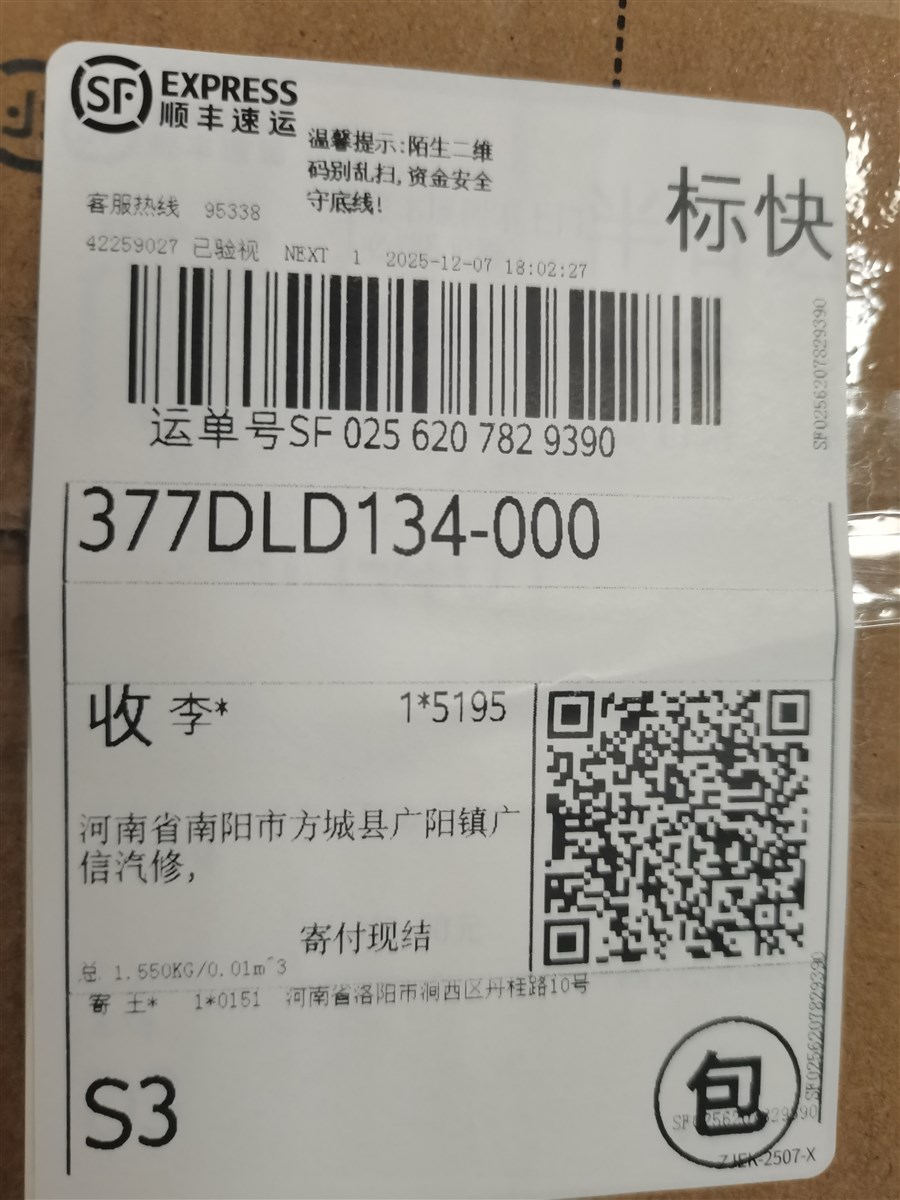 SF EXPRESS
顺丰速运
温馨提示:陌生二维
码别乱扫,资金安全
守底线!
客服热线 95338
标快
42259027 已验视 NEXT 1 2025-12-07 18:02:27
运单号SF 025 620 782 9390
SF0256207829390
377DLD134-000
收 李* 1*5195
河南省南阳市方城县广阳镇广
信汽修,
寄付现结
总 1.550KG/0.01m^3
寄 王* 1*0151 河南省洛阳市涧西区丹桂路10号
SF0256207829390
S3
包
SF0256207829390
ZJEK-2507-X